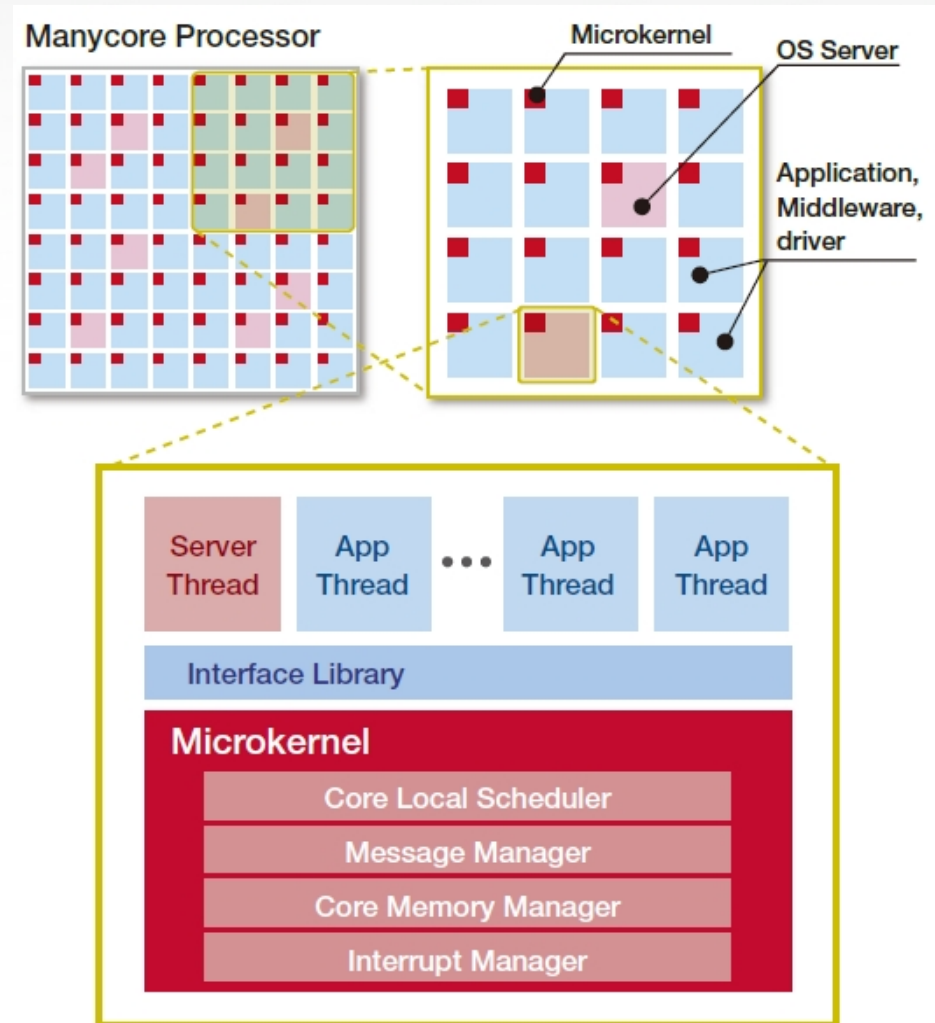 Manycore Processor
Microkernel
OS Server
Application,
Middleware,
driver
Server
Thread
App
Thread
•••
App
Thread
App
Thread
Interface Library
Microkernel
Core Local Scheduler
Message Manager
Core Memory Manager
Interrupt Manager